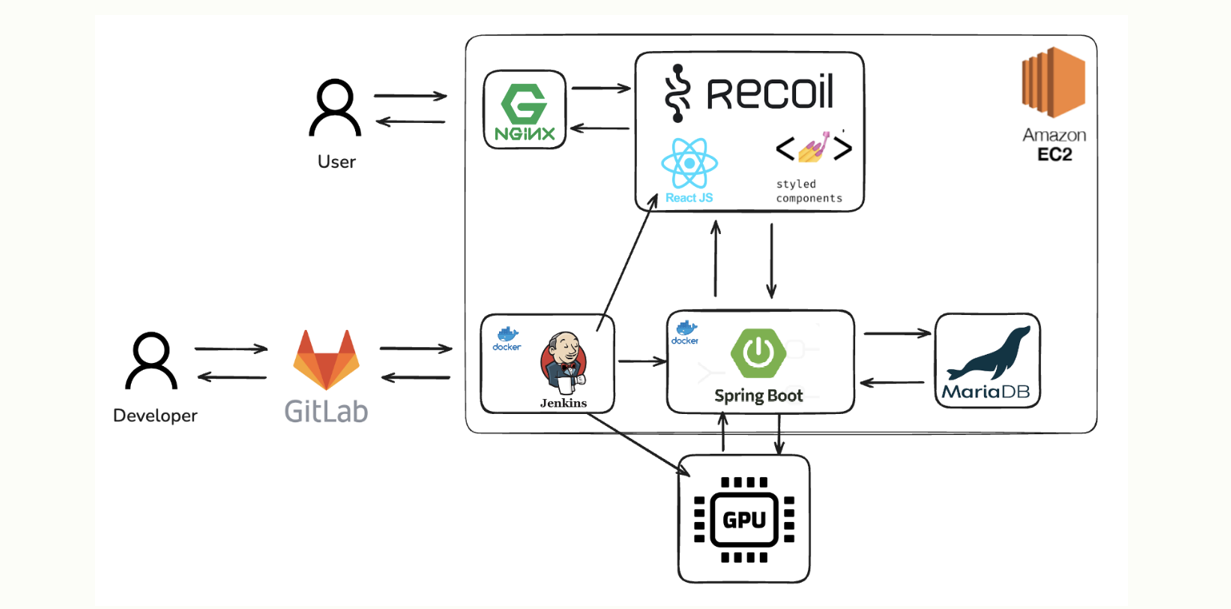 RECOIL
NGINX
Amazon
EC2
User
React JS
styled
components
docker
docker
Jenkins
Spring Boot
MariaDB
Developer
GitLab
GPU